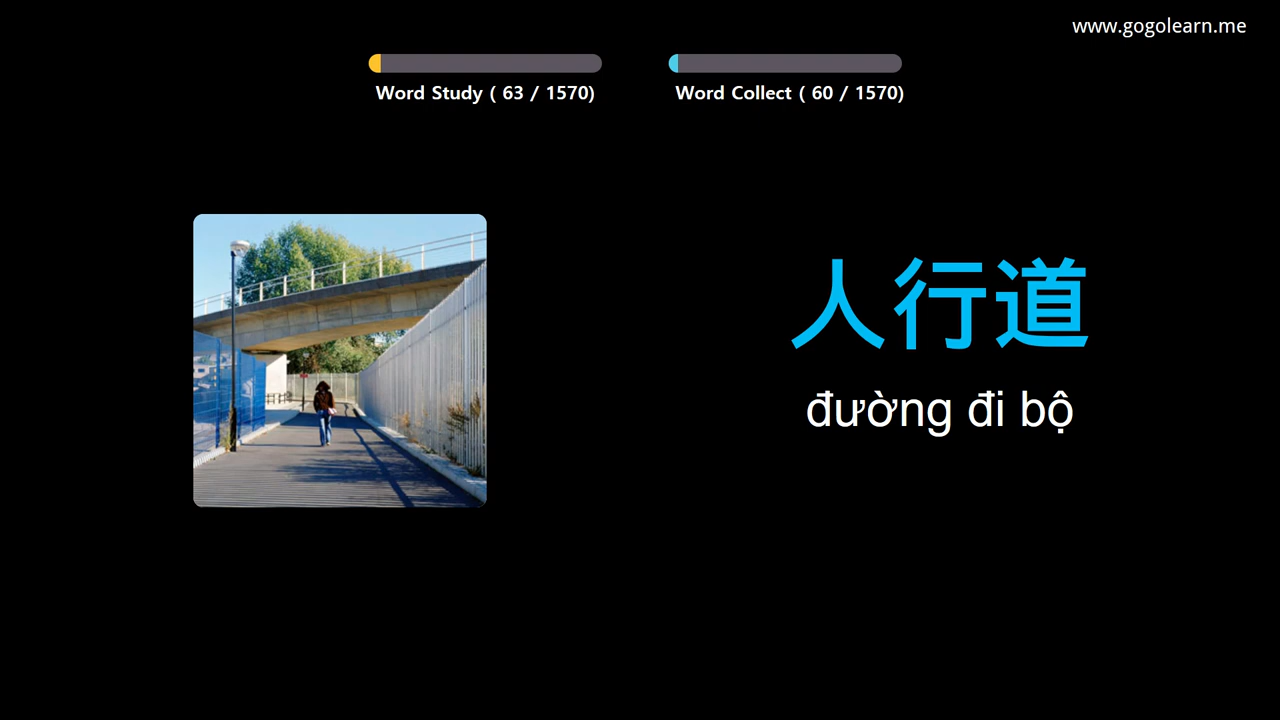 www.gogolearn.me
Word Study ( 63 / 1570)
Word Collect ( 60 / 1570)
人行道
đường đi bộ